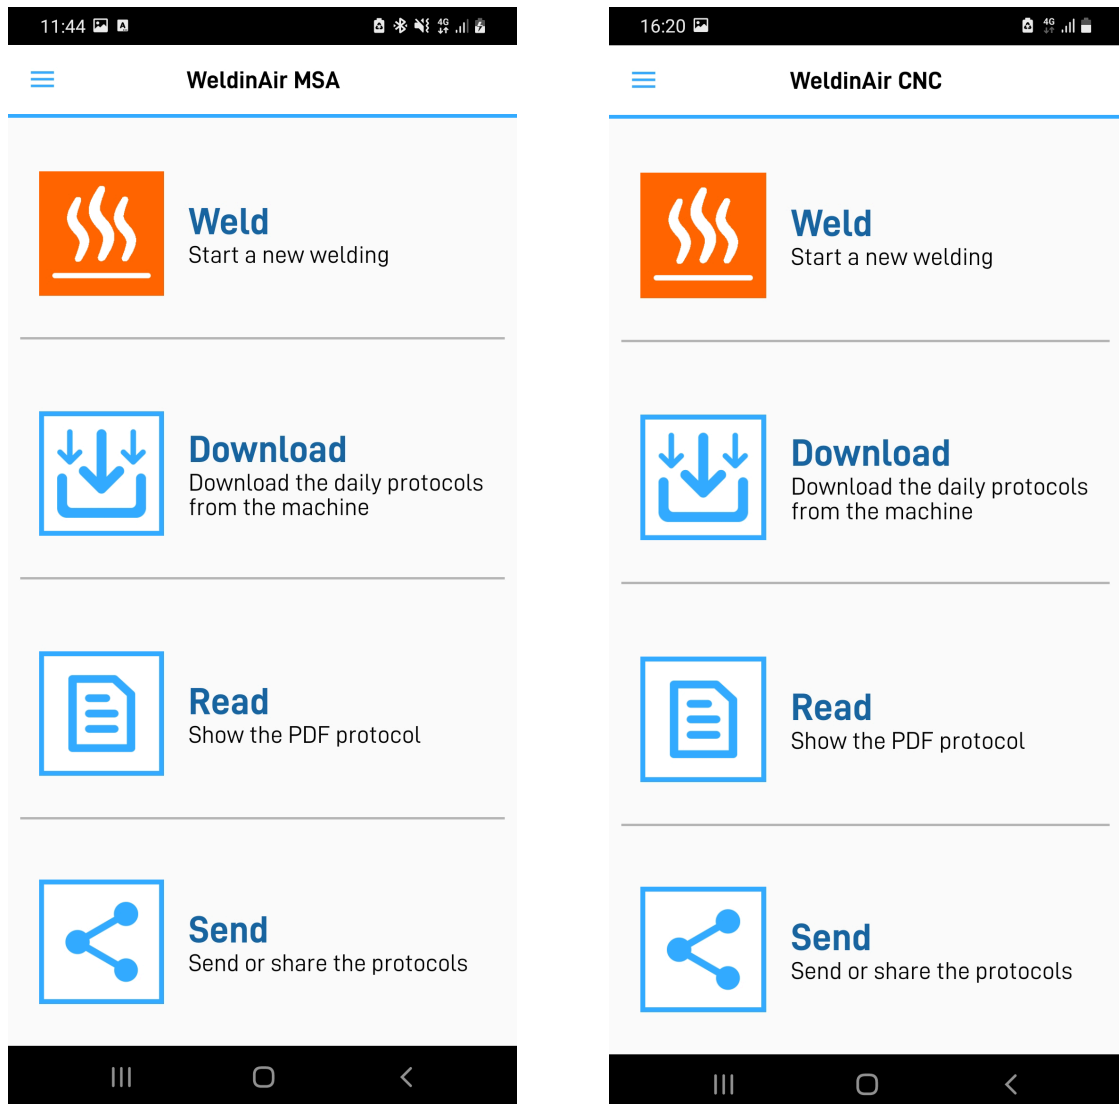 11:44
4G
WeldinAir MSA
Weld
Start a new welding
Download
Download the daily protocols
from the machine
Read
Show the PDF protocol
Send
Send or share the protocols
16:20
4G
WeldinAir CNC
Weld
Start a new welding
Download
Download the daily protocols
from the machine
Read
Show the PDF protocol
Send
Send or share the protocols